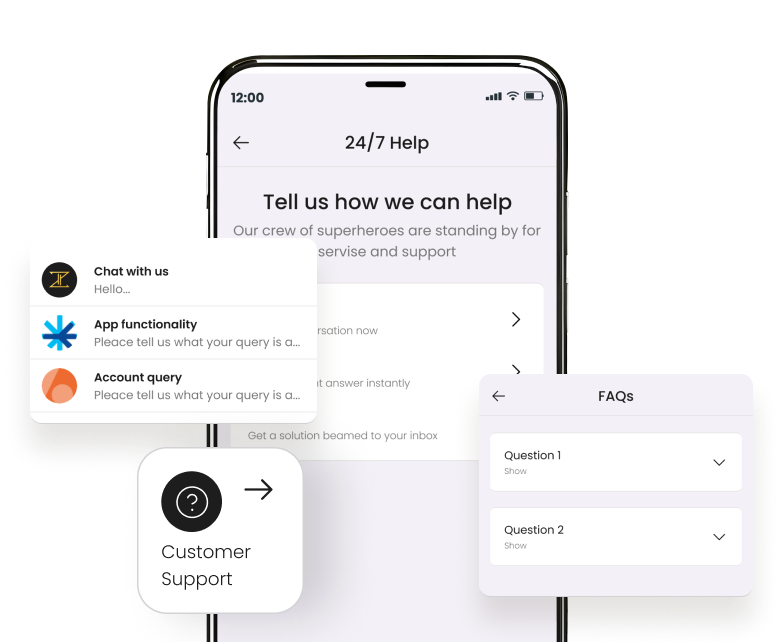 12:00
24/7 Help
Tell us how we can help
Our crew of superheroes are standing by for
servise and support
Chat with us
Hello...
App functionality
Pleace tell us what your query is a...
Account query
Pleace tell us what your query is a...
now
answer instantly
Get a solution beamed to your inbox
Customer
Support
FAQs
Question 1
Show
Question 2
Show